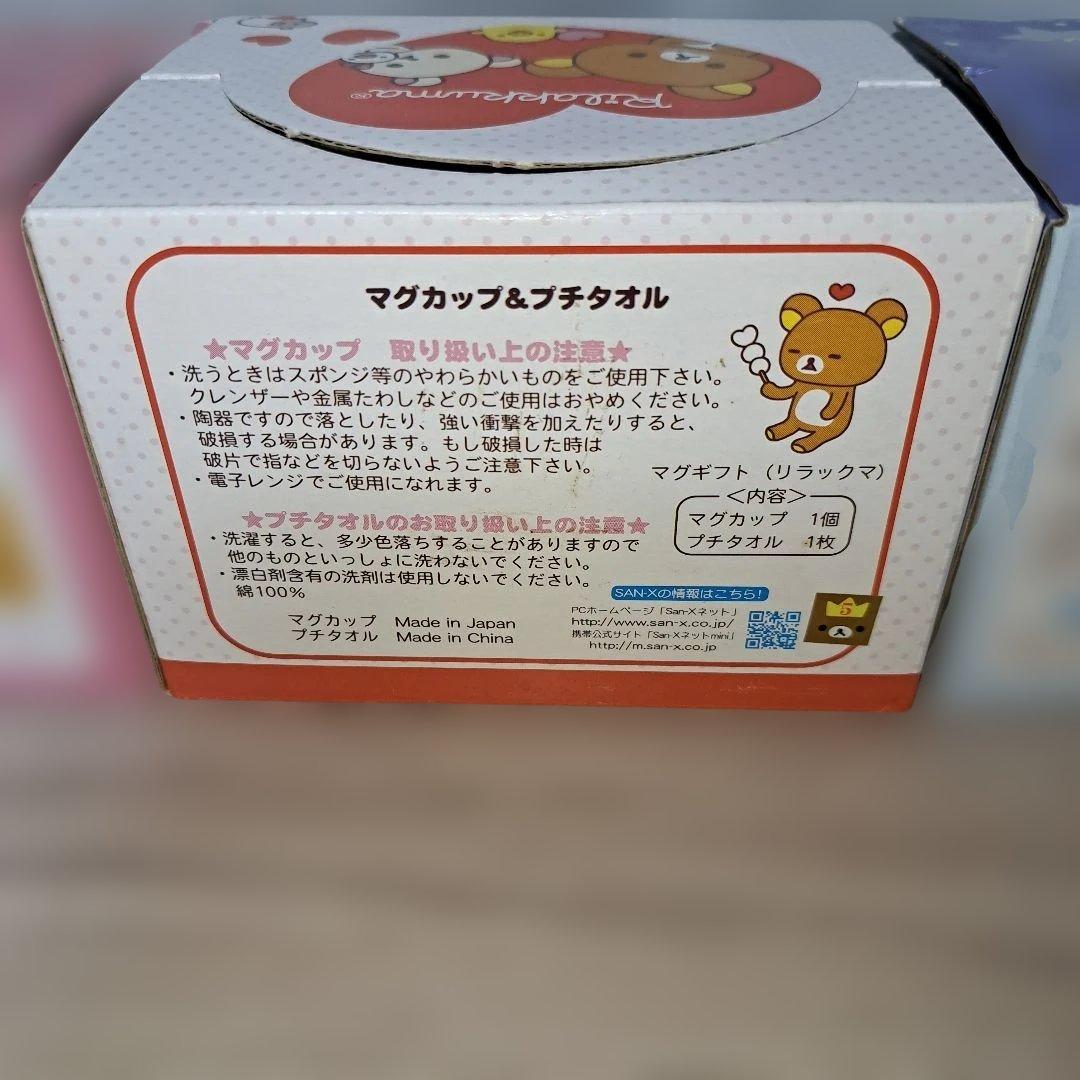 Rilakkuma®
マグカップ&プチタオル
★マグカップ 取り扱い上の注意★
・洗うときはスポンジ等のやわらかいものをご使用下さい。
クレンザーや金属たわしなどのご使用はおやめください。
・陶器ですので落としたり、強い衝撃を加えたりすると、
破損する場合があります。もし破損した時は
破片で指などを切らないようご注意下さい。
・電子レンジでご使用になれます。
マグギフト（リラックマ）
＜内容＞
マグカップ 1個
プチタオル 1枚
★プチタオルのお取り扱い上の注意★
・洗濯すると、多少色落ちすることがありますので
他のものといっしょに洗わないでください。
・漂白剤含有の洗剤は使用しないでください。
綿100%
マグカップ Made in Japan
プチタオル Made in China
SAN-Xの情報はこちら！
PCホームページ「San-Xネット」
http://www.san-x.co.jp/
携帯公式サイト「San-Xネットmini」
http://m.san-x.co.jp
5